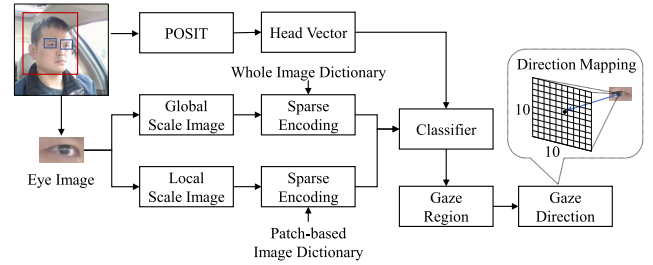 POSIT
Head Vector
Direction Mapping
Whole Image Dictionary
10
10
Global
Scale Image
Sparse
Encoding
Classifier
Eye Image
Local
Scale Image
Sparse
Encoding
Gaze
Region
Gaze
Direction
Patch-based
Image Dictionary